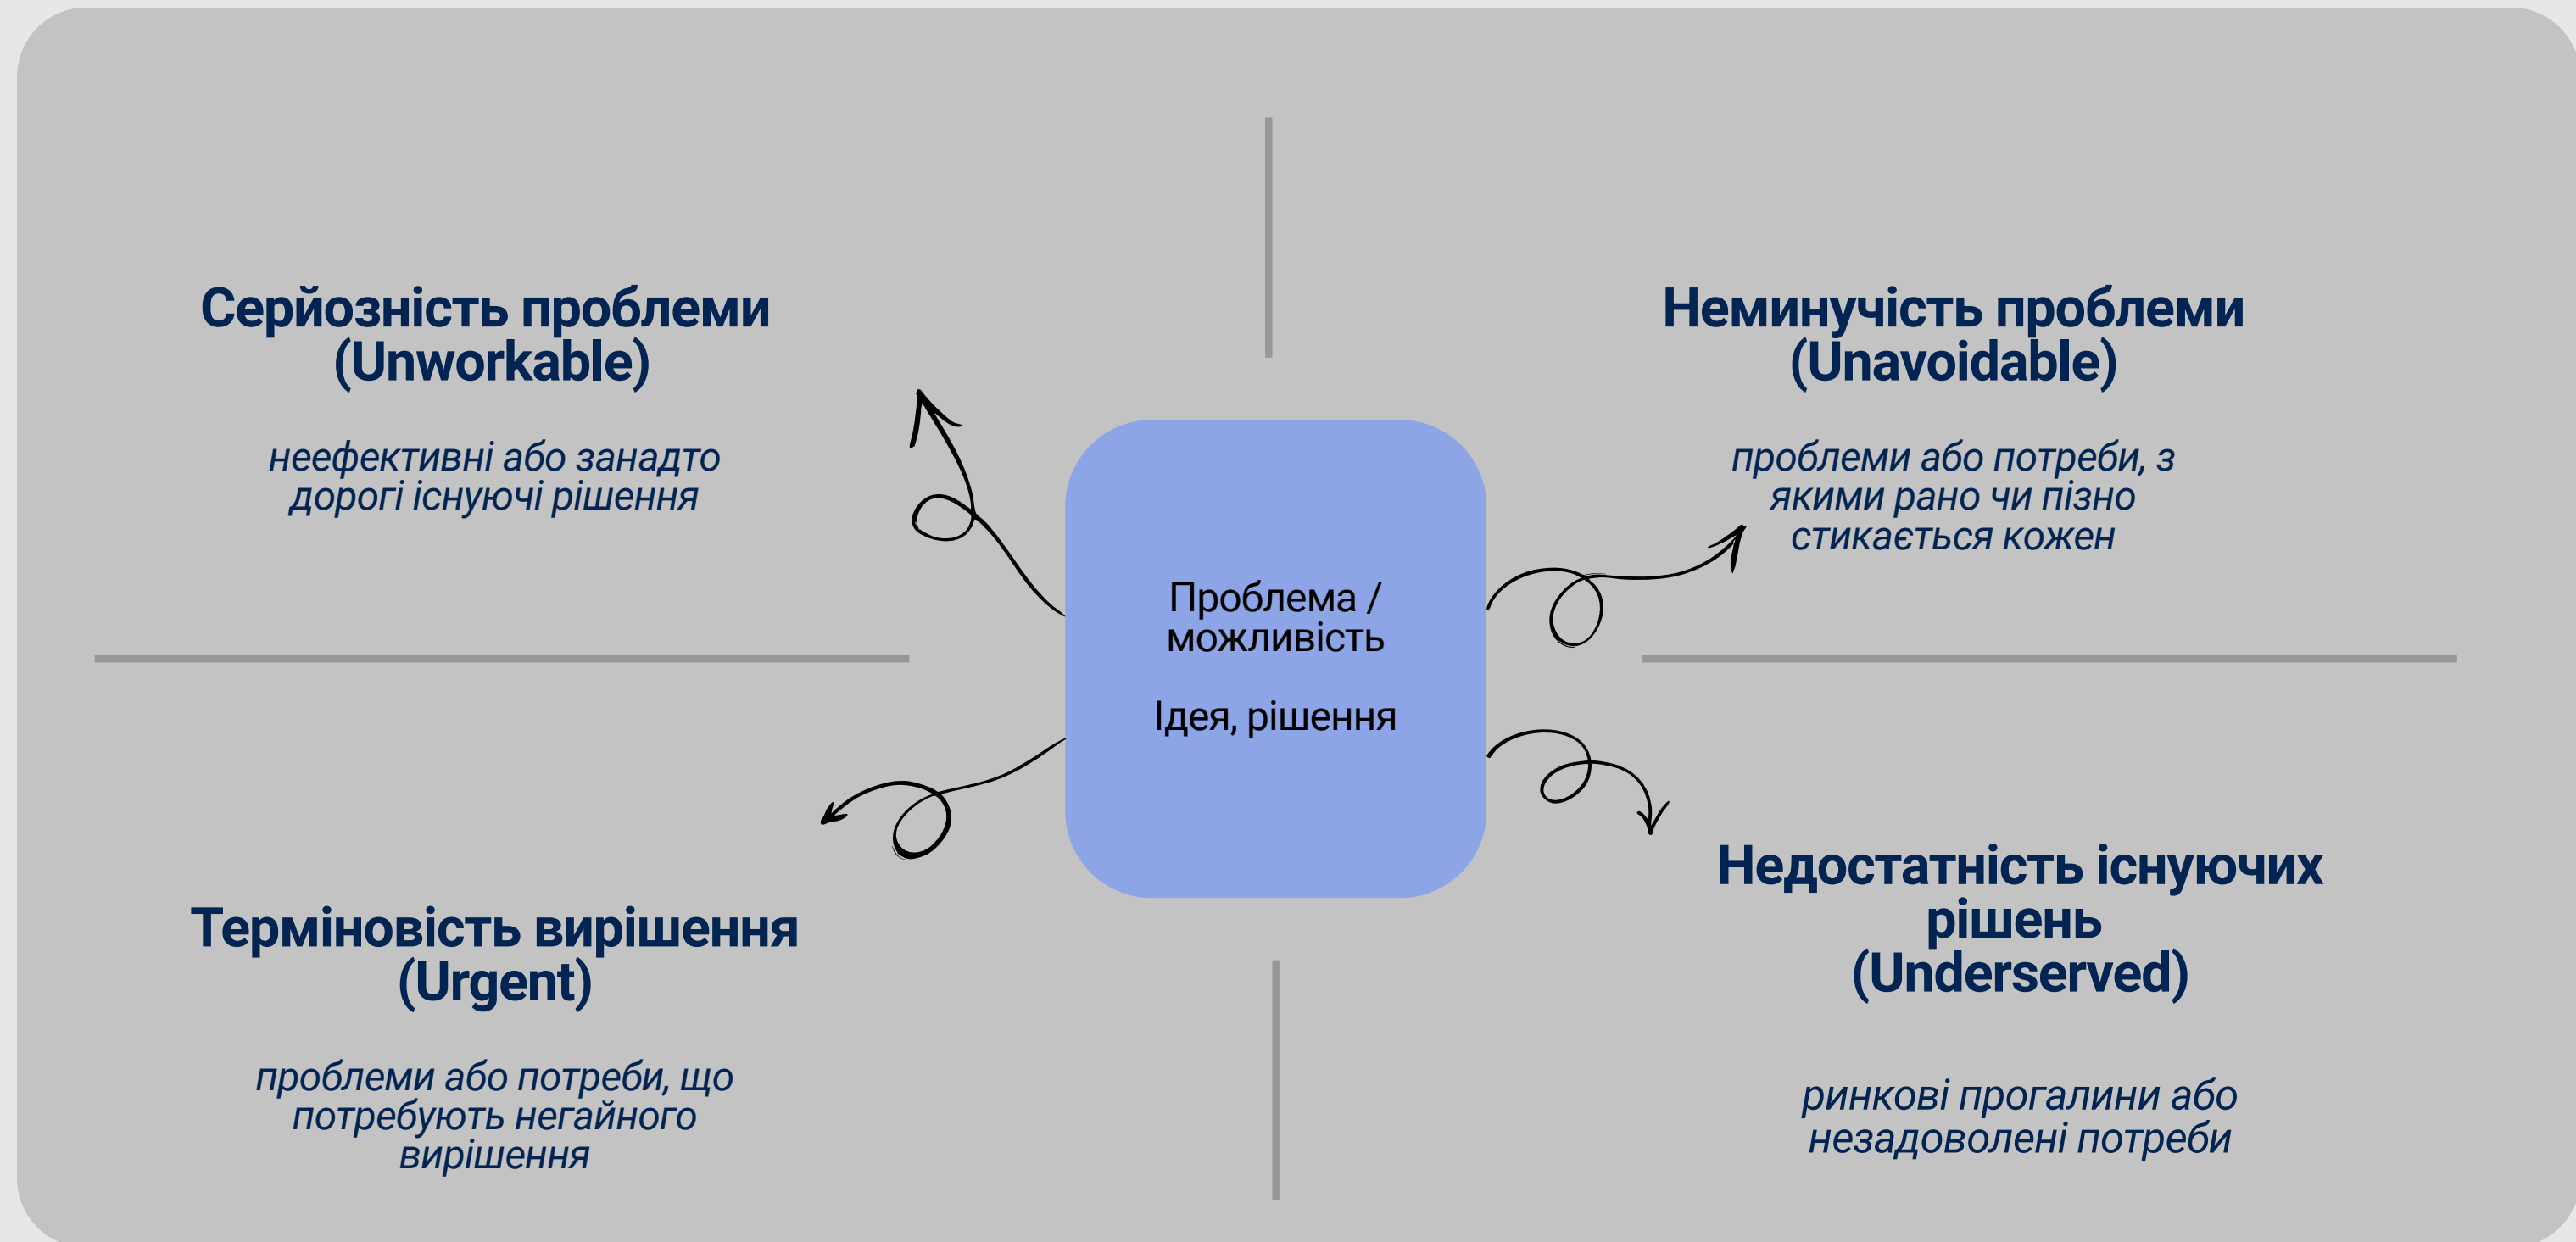 Серйозність проблеми
(Unworkable)
неефективні або занадто
дорогі існуючі рішення
Неминучість проблеми
(Unavoidable)
проблеми або потреби, з
якими рано чи пізно
стикається кожен
Проблема /
можливість
Ідея, рішення
Терміновість вирішення
(Urgent)
проблеми або потреби, що
потребують негайного
вирішення
Недостатність існуючих
рішень
(Underserved)
ринкові прогалини або
незадоволені потреби